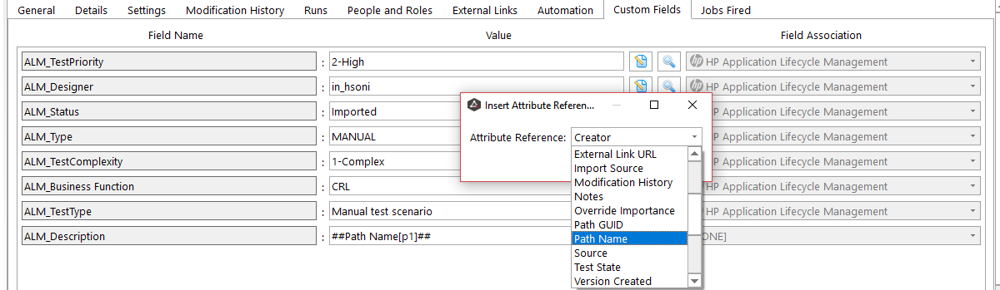 General Details Settings Modification History Runs People and Roles External Links Automation Custom Fields Jobs Fired
Field Name Value Field Association
ALM_TestPriority : 2-High hp HP Application Lifecycle Management
ALM_Designer : in_hsoni hp HP Application Lifecycle Management
ALM_Status : Imported HP Application Lifecycle Management
ALM_Type : MANUAL HP Application Lifecycle Management
ALM_TestComplexity : 1-Complex HP Application Lifecycle Management
ALM_Business Function : CRL HP Application Lifecycle Management
ALM_TestType : Manual test scenario HP Application Lifecycle Management
ALM_Description : ##Path Name[p1]## ONE]
Insert Attribute Referen...
Attribute Reference: Creator
External Link URL
Import Source
Modification History
Notes
Override Importance
Path GUID
Path Name
Source
Test State
Version Created